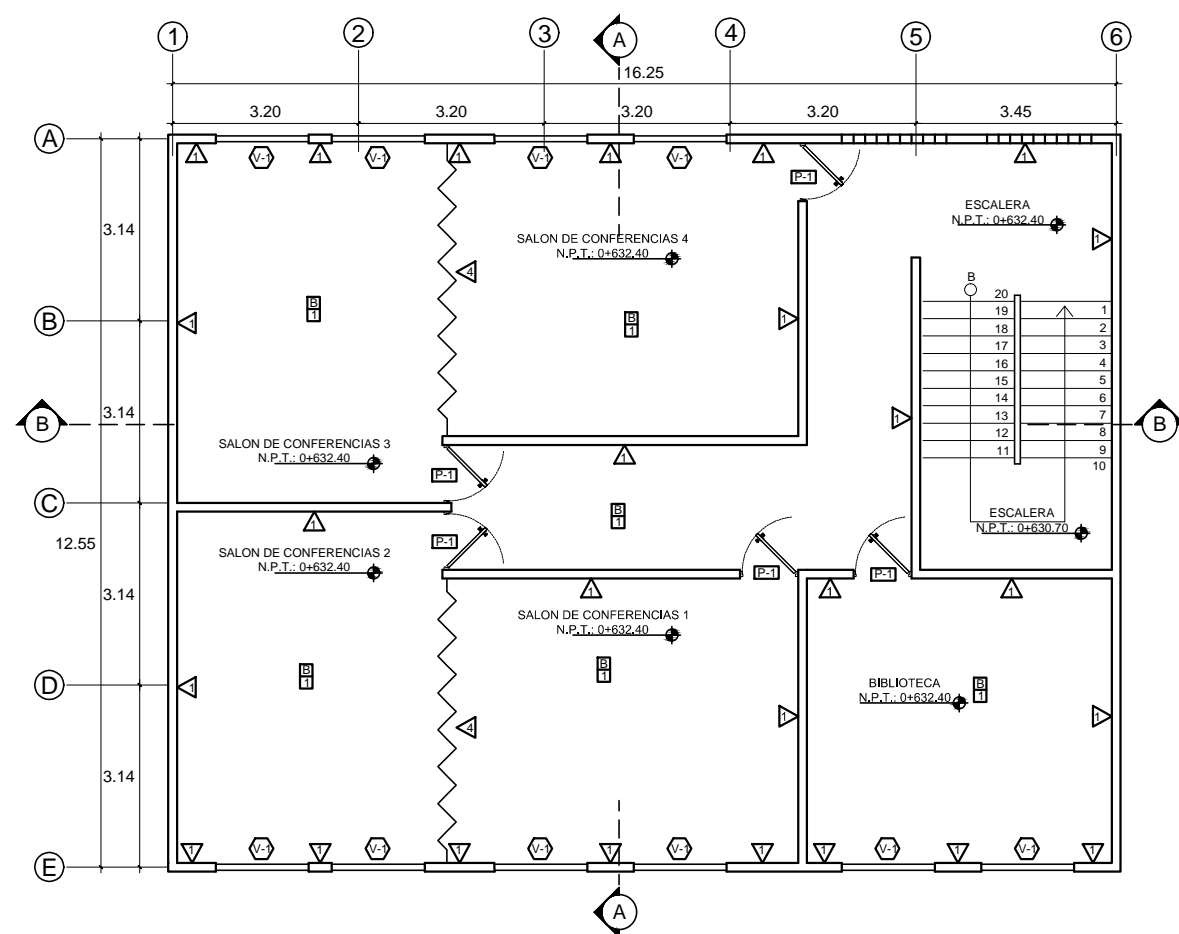 1 2 3 A 4 5 6
16.25
3.20 3.20 3.20 3.20 3.45
A
1 V-1 1 V-1 1 V-1 1 V-1 1 1
P-1
ESCALERA
N.P.T.: 0+632.40
3.14
1
SALON DE CONFERENCIAS 4
N.P.T.: 0+632.40
4
B
20
B
1
B
1
B
1
1
1
19 1
18 2
17 3
16 4
15 5
14 6
13 7
12 8
11 9
10
3.14
B
1
B
SALON DE CONFERENCIAS 3
N.P.T.: 0+632.40
1
P-1
C
B
1
1
ESCALERA
N.P.T.: 0+630.70
12.55
SALON DE CONFERENCIAS 2
N.P.T.: 0+632.40
P-1
P-1
P-1
3.14
1
1
1
SALON DE CONFERENCIAS 1
N.P.T.: 0+632.40
B
1
B
1
D
1
BIBLIOTECA
N.P.T.: 0+632.40
B
1
4
1
1
3.14
1 V-1 1 V-1 1 V-1 1 V-1 1 1 V-1 1 V-1 1
E
A